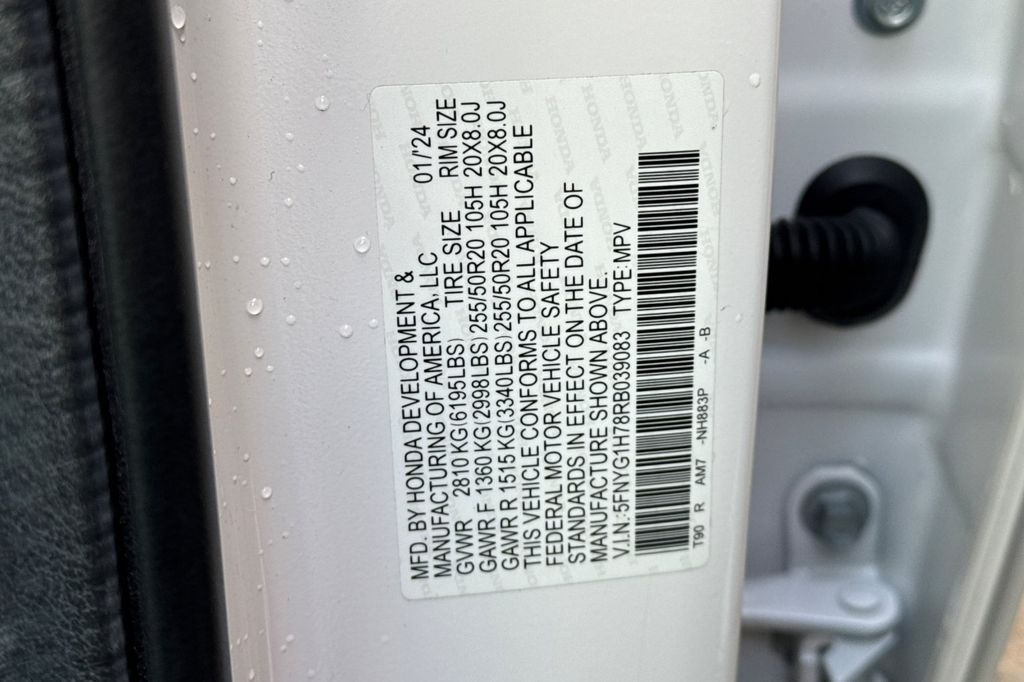 MFD. BY HONDA DEVELOPMENT &
MANUFACTURING OF AMERICA, LLC 01/'24
GVWR 2810 KG(6195LBS) TIRE SIZE RIM SIZE
GAWR F 1360 KG(2998LBS) 255/50R20 105H 20X8.0J
GAWR R 1515 KG(3340LBS) 255/50R20 105H 20X8.0J
THIS VEHICLE CONFORMS TO ALL APPLICABLE
FEDERAL MOTOR VEHICLE SAFETY
STANDARDS IN EFFECT ON THE DATE OF
MANUFACTURE SHOWN ABOVE.
V.I.N.:5FNYG1H78RB039083 TYPE:MPV
T90 R AM7 -NH883P -A -B